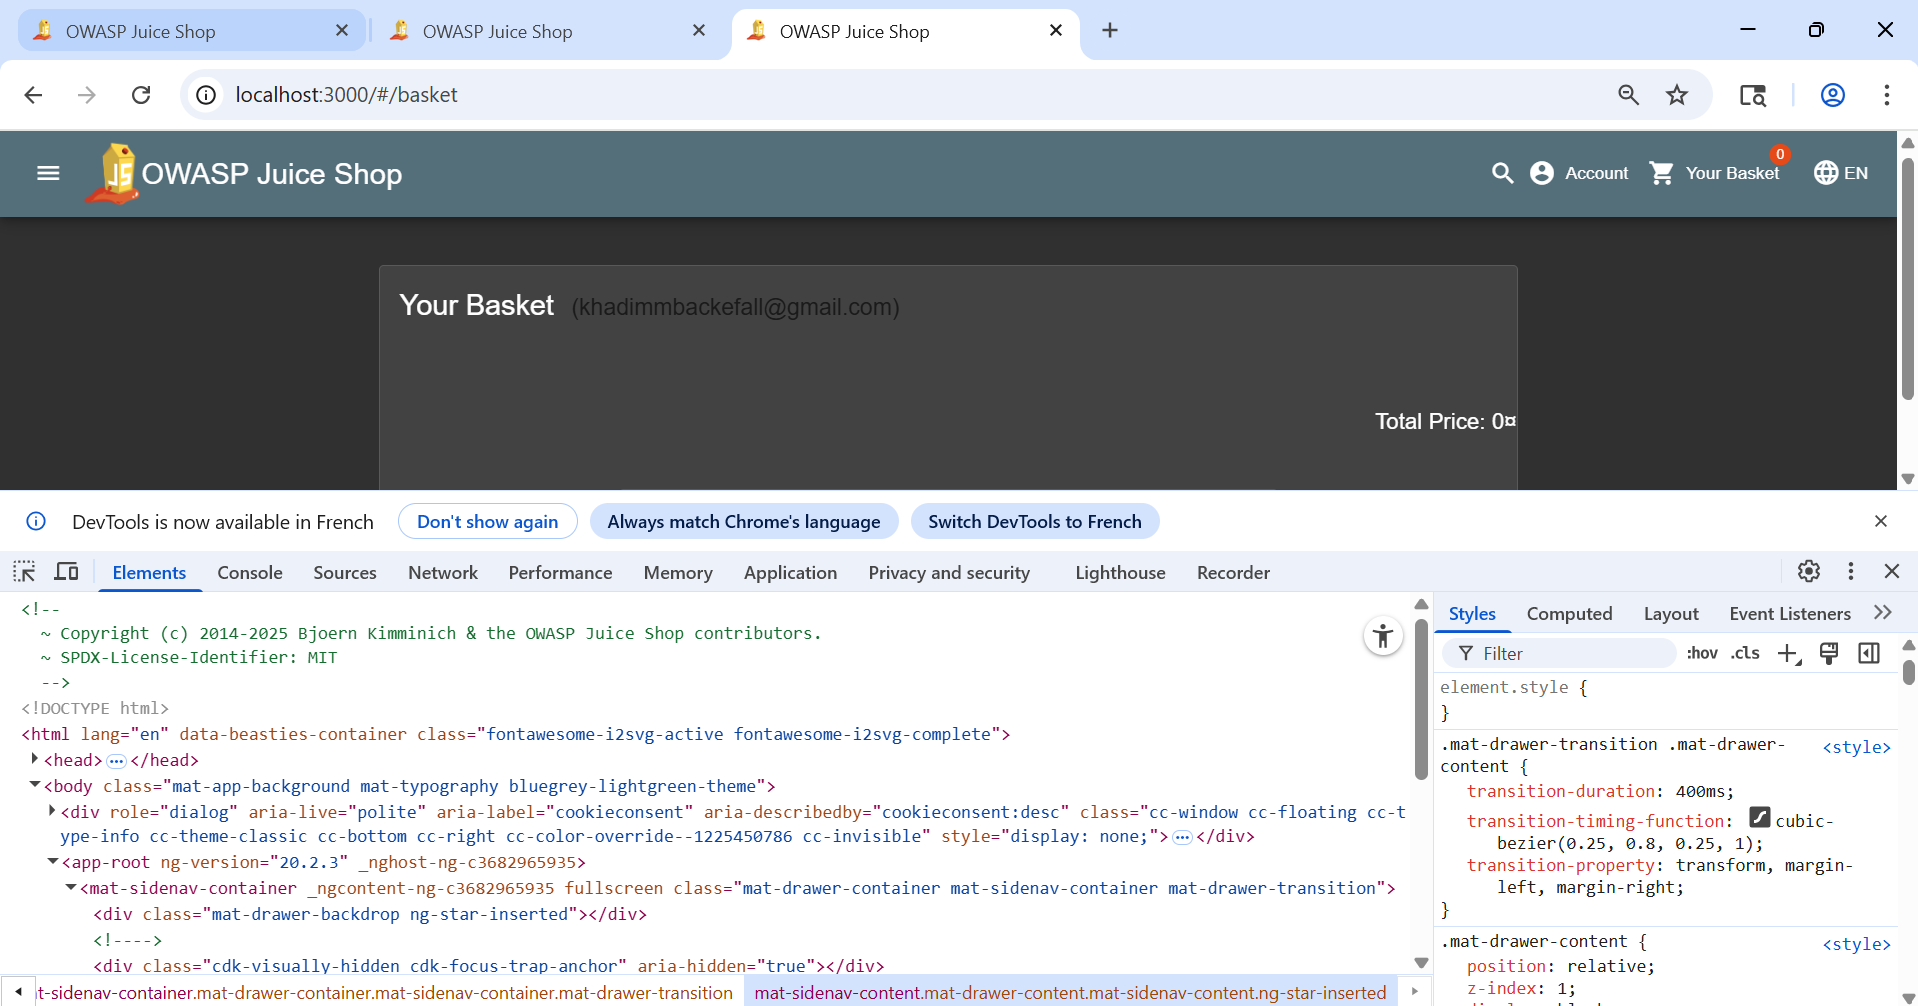 OWASP Juice Shop
OWASP Juice Shop
OWASP Juice Shop
localhost:3000/#/basket
OWASP Juice Shop
Account
Your Basket
0
EN
Your Basket (khadimmbackefall@gmail.com)
Total Price: 0¤
DevTools is now available in French
Don't show again
Always match Chrome's language
Switch DevTools to French
Elements
Console
Sources
Network
Performance
Memory
Application
Privacy and security
Lighthouse
Recorder
<!--
~ Copyright (c) 2014-2025 Bjoern Kimminich & the OWASP Juice Shop contributors.
~ SPDX-License-Identifier: MIT
-->
<!DOCTYPE html>
<html lang="en" data-beasties-container class="fontawesome-i2svg-active fontawesome-i2svg-complete">
<head>…</head>
<body class="mat-app-background mat-typography bluegrey-lightgreen-theme">
<div role="dialog" aria-live="polite" aria-label="cookieconsent" aria-describedby="cookieconsent:desc" class="cc-window cc-floating cc-t
ype-info cc-theme-classic cc-bottom cc-right cc-color-override--1225450786 cc-invisible" style="display: none;">…</div>
<app-root ng-version="20.2.3" _nghost-ng-c3682965935>
<mat-sidenav-container _ngcontent-ng-c3682965935 fullscreen class="mat-drawer-container mat-sidenav-container mat-drawer-transition">
<div class="mat-drawer-backdrop ng-star-inserted"></div>
<!---->
<div class="cdk-visually-hidden cdk-focus-trap-anchor" aria-hidden="true"></div>
t-sidenav-container.mat-drawer-container.mat-sidenav-container.mat-drawer-transition
mat-sidenav-content.mat-drawer-content.mat-sidenav-content.ng-star-inserted
Styles
Computed
Layout
Event Listeners
Filter
:hov
.cls
element.style {
}
.mat-drawer-transition .mat-drawer-
content {
<style>
transition-duration: 400ms;
transition-timing-function: cubic-
bezier(0.25, 0.8, 0.25, 1);
transition-property: transform, margin-
left, margin-right;
}
.mat-drawer-content {
<style>
position: relative;
z-index: 1;